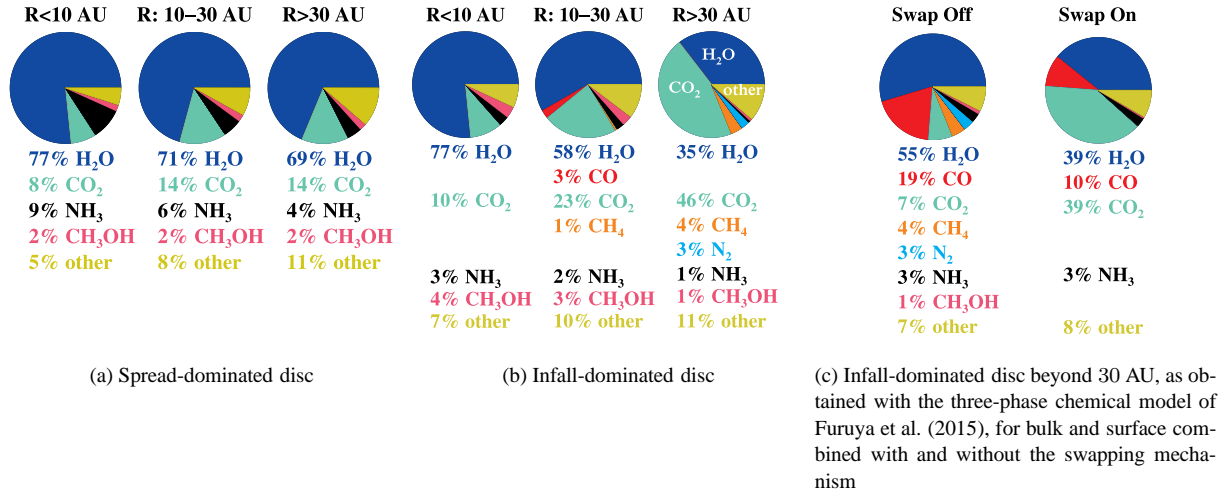 R<10 AU
R: 10–30 AU
R>30 AU
77% H₂O
8% CO₂
9% NH₃
2% CH₃OH
5% other
71% H₂O
14% CO₂
6% NH₃
2% CH₃OH
8% other
69% H₂O
14% CO₂
4% NH₃
2% CH₃OH
11% other
(a) Spread-dominated disc
R<10 AU
R: 10–30 AU
R>30 AU
H₂O
CO₂
other
77% H₂O
10% CO₂
3% NH₃
4% CH₃OH
7% other
58% H₂O
3% CO
23% CO₂
1% CH₄
2% NH₃
3% CH₃OH
10% other
35% H₂O
46% CO₂
4% CH₄
3% N₂
1% NH₃
1% CH₃OH
11% other
(b) Infall-dominated disc
Swap Off
Swap On
55% H₂O
19% CO
7% CO₂
4% CH₄
3% N₂
3% NH₃
1% CH₃OH
7% other
39% H₂O
10% CO
39% CO₂
3% NH₃
8% other
(c) Infall-dominated disc beyond 30 AU, as ob-
tained with the three-phase chemical model of
Furuya et al. (2015), for bulk and surface com-
bined with and without the swapping mecha-
nism